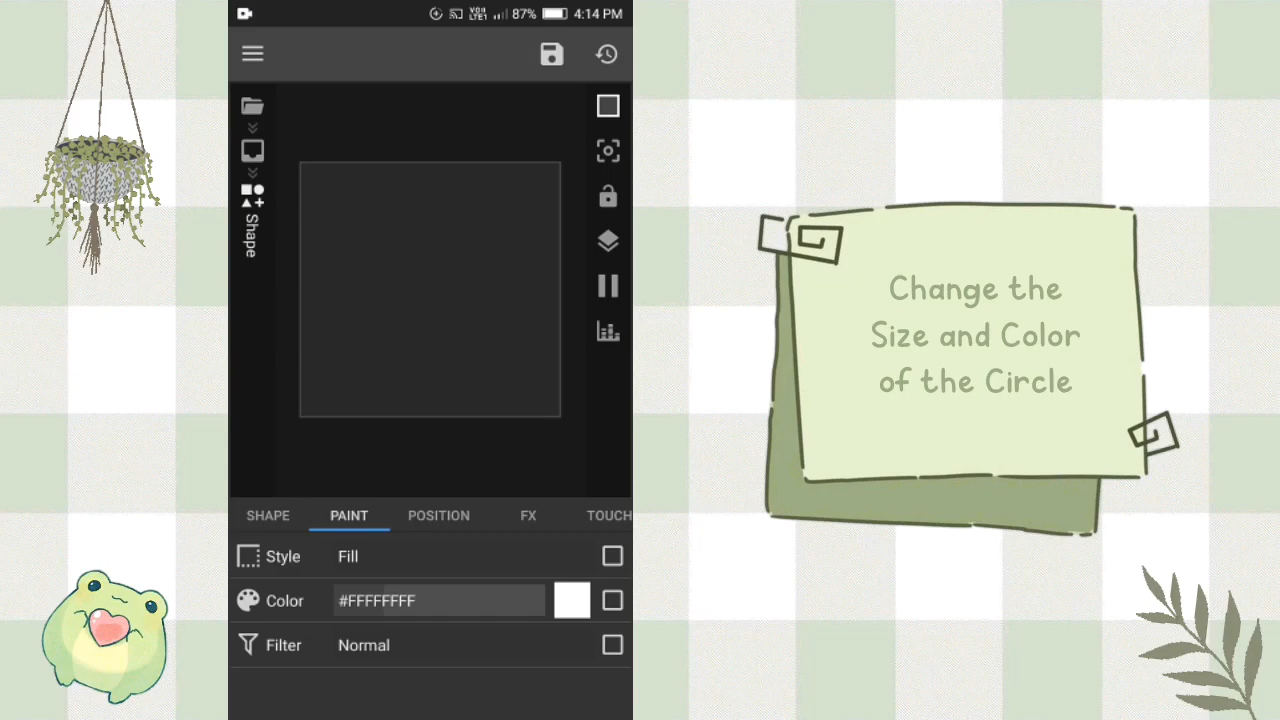 VoLTE1 87% 4:14 PM
Shape
SHAPE PAINT POSITION FX TOUCH
Style Fill
Color #FFFFFFFF
Filter Normal
Change the
Size and Color
of the Circle